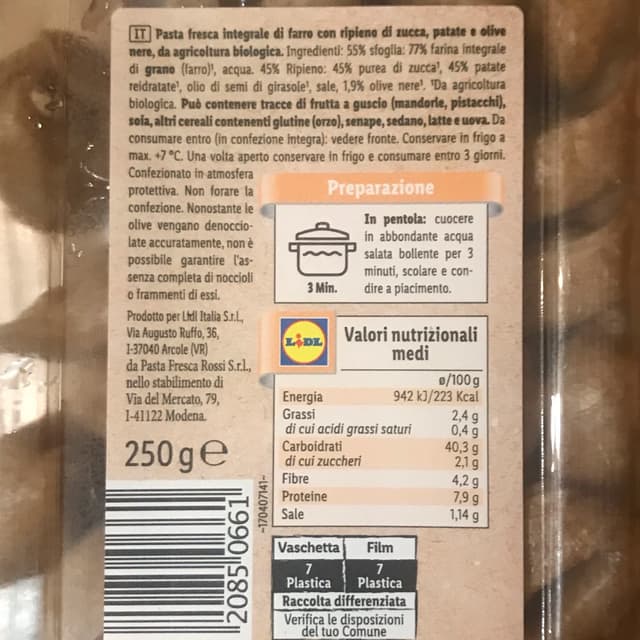 IT Pasta fresca integrale di farro con ripieno di zucca, patate e olive
nere, da agricoltura biologica. Ingredienti: 55% sfoglia: 77% farina integrale
di grano (farro)¹, acqua. 45% Ripieno: 45% purea di zucca¹, 45% patate
reidratate¹, olio di semi di girasole¹, sale, 1,9% olive nere¹. ¹Da agricoltura
biologica. Può contenere tracce di frutta a guscio (mandorle, pistacchi),
soia, altri cereali contenenti glutine (orzo), senape, sedano, latte e uova. Da
consumare entro (in confezione integra): vedere fronte. Conservare in frigo a
max. +7 °C. Una volta aperto conservare in frigo e consumare entro 3 giorni.
Confezionato in atmosfera
protettiva. Non forare la
confezione. Nonostante le
olive vengano denoccio-
late accuratamente, non è
possibile garantire l'as-
senza completa di noccioli
o frammenti di essi.
Prodotto per Lidl Italia S.r.l.,
Via Augusto Ruffo, 36,
I-37040 Arcole (VR)
da Pasta Fresca Rossi S.r.l.,
nello stabilimento di
Via del Mercato, 79,
I-41122 Modena.
250 g e
Preparazione
In pentola: cuocere
in abbondante acqua
salata bollente per 3
minuti, scolare e con-
dire a piacimento.
3 Min.
LIDL
Valori nutrizionali
medi
ø/100 g
Energia 942 kJ/223 Kcal
Grassi 2,4 g
di cui acidi grassi saturi 0,4 g
Carboidrati 40,3 g
di cui zuccheri 2,1 g
Fibre 4,2 g
Proteine 7,9 g
Sale 1,14 g
-170407141-
2085 0661
Vaschetta Film
7 7
Plastica Plastica
Raccolta differenziata
Verifica le disposizioni
del tuo Comune